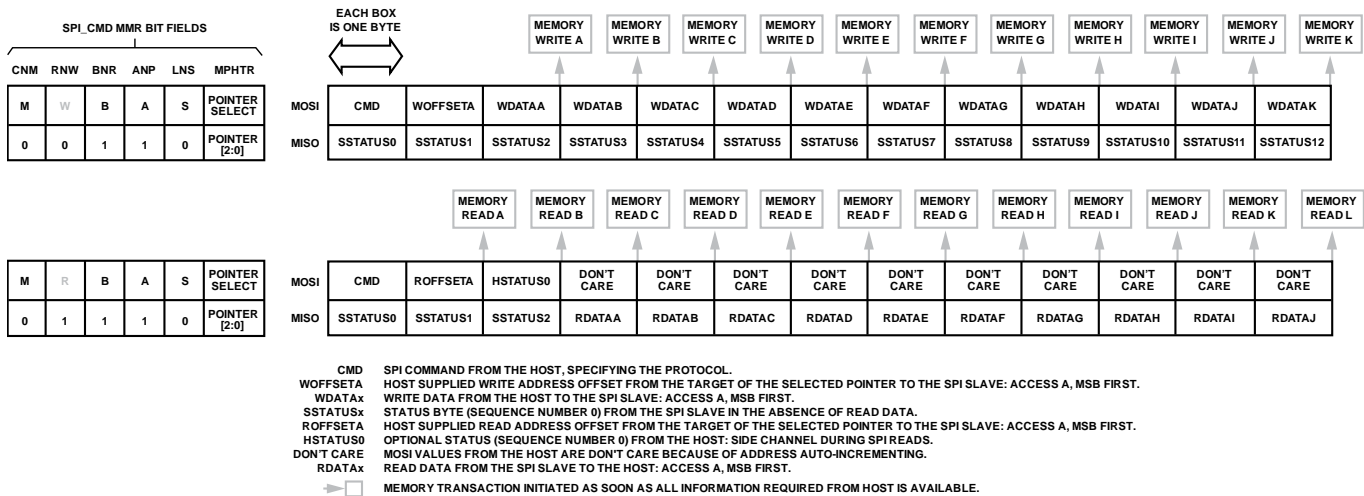 SPI_CMD MMR BIT FIELDS
EACH BOX
IS ONE BYTE
MEMORY WRITE A MEMORY WRITE B MEMORY WRITE C MEMORY WRITE D MEMORY WRITE E MEMORY WRITE F MEMORY WRITE G MEMORY WRITE H MEMORY WRITE I MEMORY WRITE J MEMORY WRITE K
CNM RNW BNR ANP LNS MPHTR
M W B A S POINTER SELECT
0 0 1 1 0 POINTER [2:0]
MOSI CMD WOFFSETA WDATAA WDATAB WDATAC WDATAD WDATAE WDATAF WDATAG WDATAH WDATAI WDATAJ WDATAK
MISO SSTATUS0 SSTATUS1 SSTATUS2 SSTATUS3 SSTATUS4 SSTATUS5 SSTATUS6 SSTATUS7 SSTATUS8 SSTATUS9 SSTATUS10 SSTATUS11 SSTATUS12
MEMORY READ A MEMORY READ B MEMORY READ C MEMORY READ D MEMORY READ E MEMORY READ F MEMORY READ G MEMORY READ H MEMORY READ I MEMORY READ J MEMORY READ K MEMORY READ L
M R B A S POINTER SELECT
0 1 1 1 0 POINTER [2:0]
MOSI CMD ROFFSETA HSTATUS0 DON'T CARE DON'T CARE DON'T CARE DON'T CARE DON'T CARE DON'T CARE DON'T CARE DON'T CARE DON'T CARE DON'T CARE
MISO SSTATUS0 SSTATUS1 SSTATUS2 RDATAA RDATAB RDATAC RDATAD RDATAE RDATAF RDATAG RDATAH RDATAI RDATAJ
CMD SPI COMMAND FROM THE HOST, SPECIFYING THE PROTOCOL.
WOFFSETA HOST SUPPLIED WRITE ADDRESS OFFSET FROM THE TARGET OF THE SELECTED POINTER TO THE SPI SLAVE: ACCESS A, MSB FIRST.
WDATAx WRITE DATA FROM THE HOST TO THE SPI SLAVE: ACCESS A, MSB FIRST.
SSTATUSx STATUS BYTE (SEQUENCE NUMBER 0) FROM THE SPI SLAVE IN THE ABSENCE OF READ DATA.
ROFFSETA HOST SUPPLIED READ ADDRESS OFFSET FROM THE TARGET OF THE SELECTED POINTER TO THE SPI SLAVE: ACCESS A, MSB FIRST.
HSTATUS0 OPTIONAL STATUS (SEQUENCE NUMBER 0) FROM THE HOST: SIDE CHANNEL DURING SPI READS.
DON'T CARE MOSI VALUES FROM THE HOST ARE DON'T CARE BECAUSE OF ADDRESS AUTO-INCREMENTING.
RDATAx READ DATA FROM THE SPI SLAVE TO THE HOST: ACCESS A, MSB FIRST.
MEMORY TRANSACTION INITIATED AS SOON AS ALL INFORMATION REQUIRED FROM HOST IS AVAILABLE.